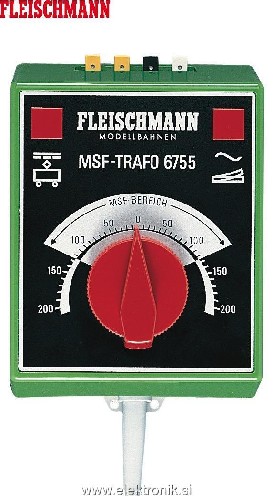 FLEISCHMANN
FLEISCHMANN
MODELLBAHNEN
MSF-TRAFO 6755
MSF-BEREICH
200 150 100 50 0 50 100 150 200
www.elektronik.si